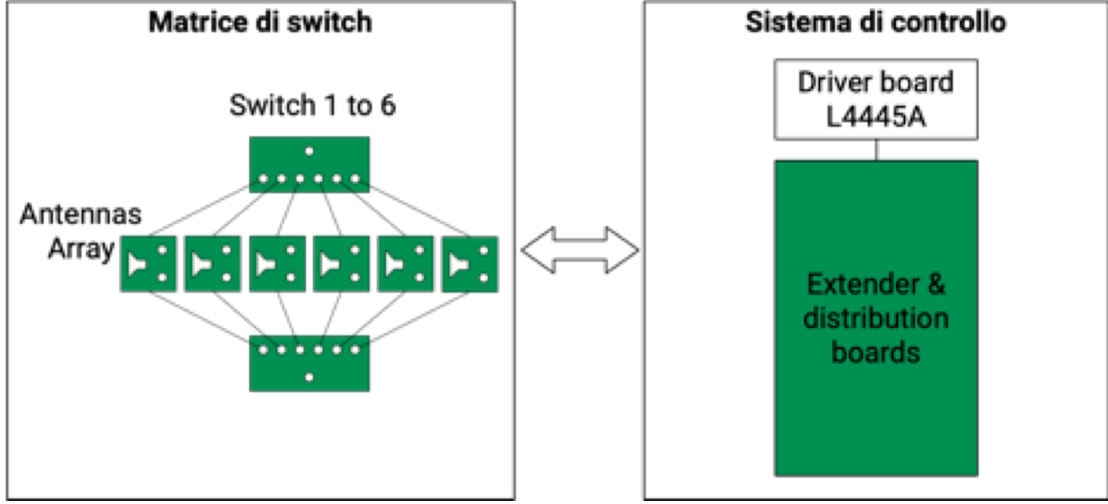 Matrice di switch
Switch 1 to 6
Antennas
Array
Sistema di controllo
Driver board
L4445A
Extender &
distribution
boards